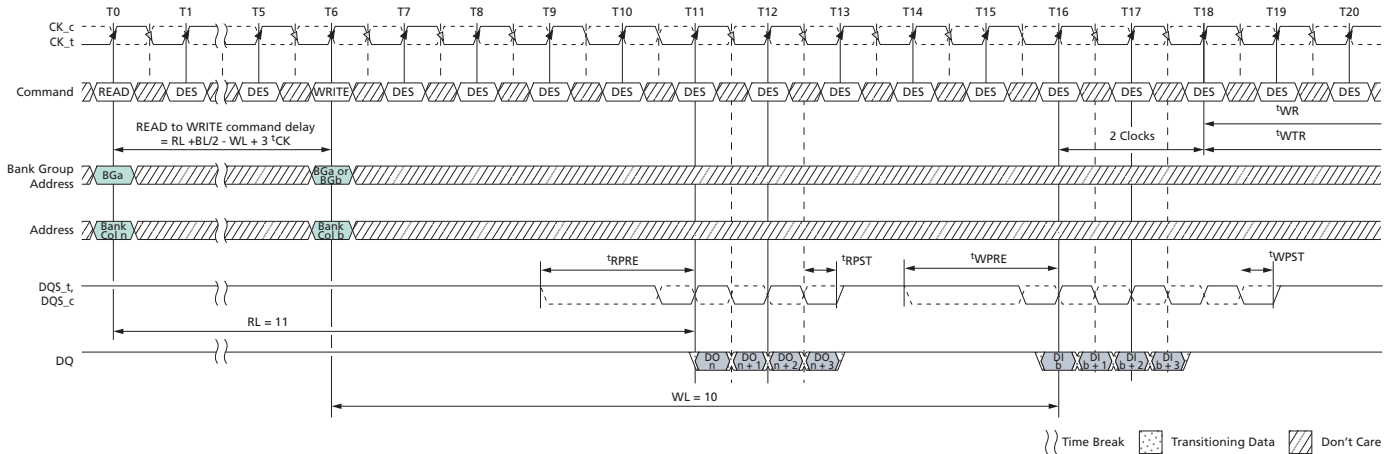 T0 T1 T5 T6 T7 T8 T9 T10 T11 T12 T13 T14 T15 T16 T17 T18 T19 T20
CK_c
CK_t
Command READ DES DES WRITE DES DES DES DES DES DES DES DES DES DES DES DES DES DES
tWR
READ to WRITE command delay
= RL +BL/2 - WL + 3 tCK
2 Clocks
tWTR
Bank Group
Address
BGa
BGa or
BGb
Address
Bank
Col n
Bank
Col b
tRPRE tRPST tWPRE tWPST
DQS_t,
DQS_c
RL = 11
DQ
DO
n
DO
n + 1
DO
n + 2
DO
n + 3
DI
b
DI
b + 1
DI
b + 2
DI
b + 3
WL = 10
Time Break Transitioning Data Don't Care